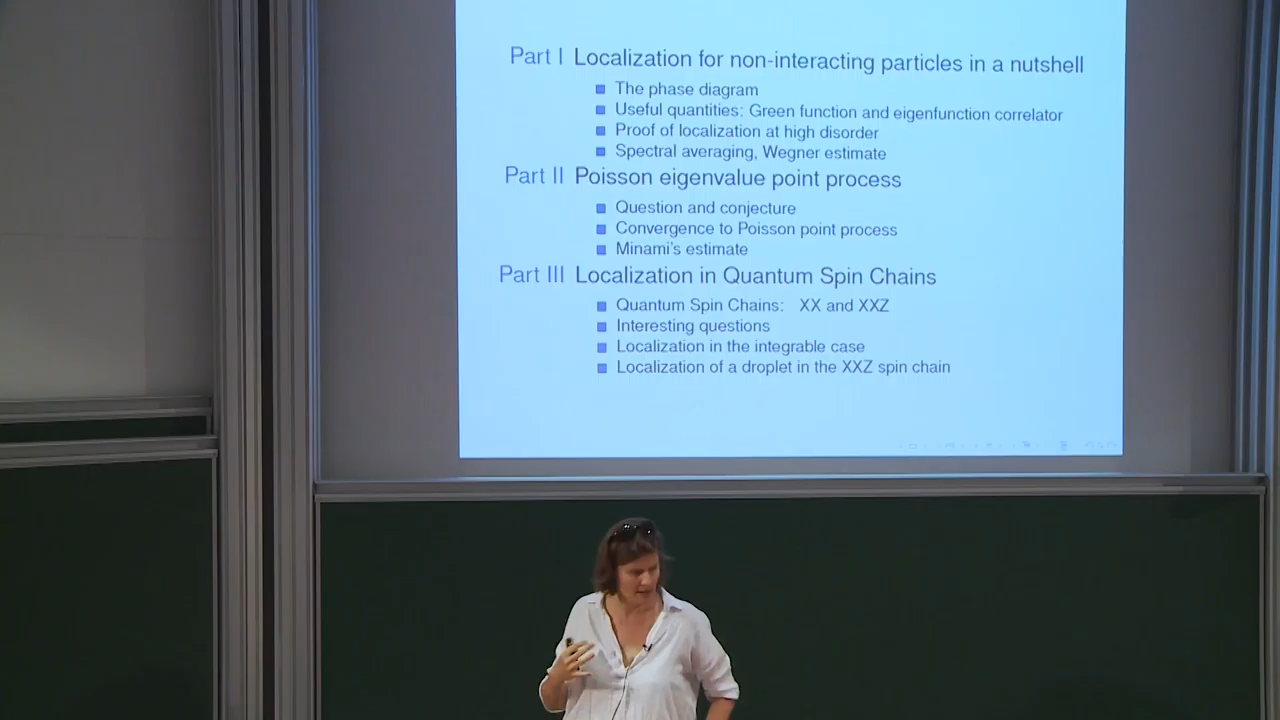 Part I Localization for non-interacting particles in a nutshell
The phase diagram
Useful quantities: Green function and eigenfunction correlator
Proof of localization at high disorder
Spectral averaging, Wegner estimate
Part II Poisson eigenvalue point process
Question and conjecture
Convergence to Poisson point process
Minami's estimate
Part III Localization in Quantum Spin Chains
Quantum Spin Chains: XX and XXZ
Interesting questions
Localization in the integrable case
Localization of a droplet in the XXZ spin chain